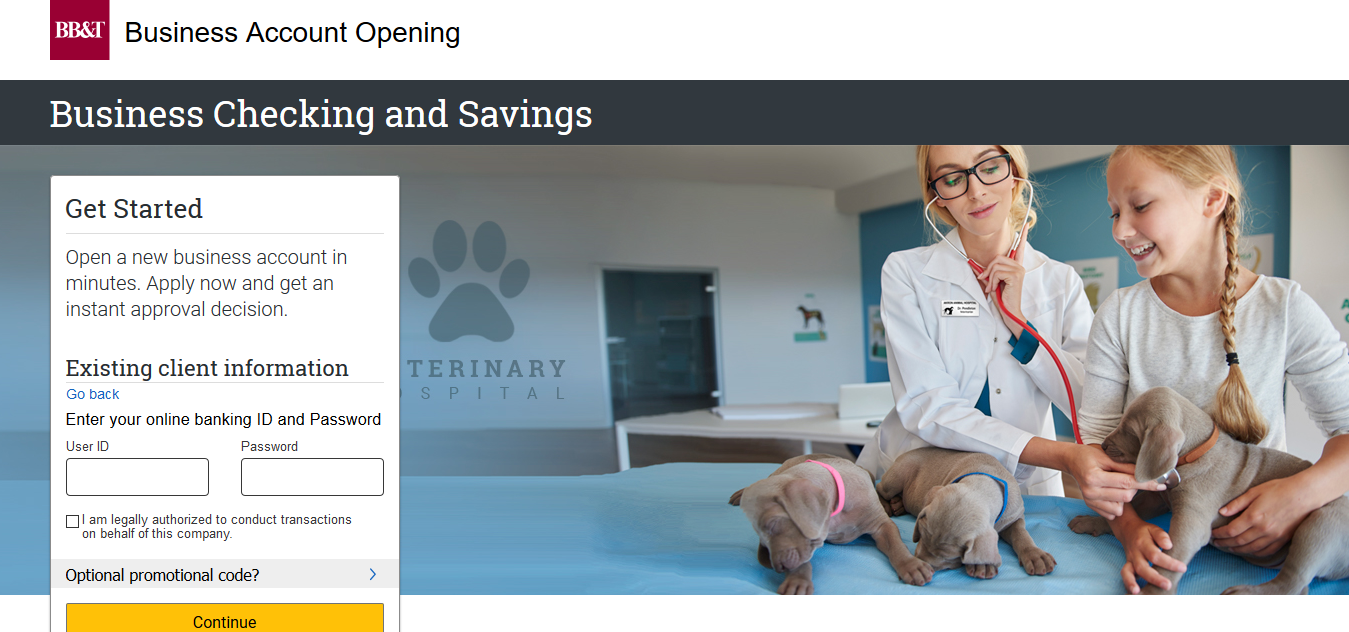 BB&T
Business Account Opening
Business Checking and Savings
Get Started
Open a new business account in
minutes. Apply now and get an
instant approval decision.
Existing client information
Go back
Enter your online banking ID and Password
User ID
Password
I am legally authorized to conduct transactions
on behalf of this company.
Optional promotional code?
Continue
TERINARY
SPITAL